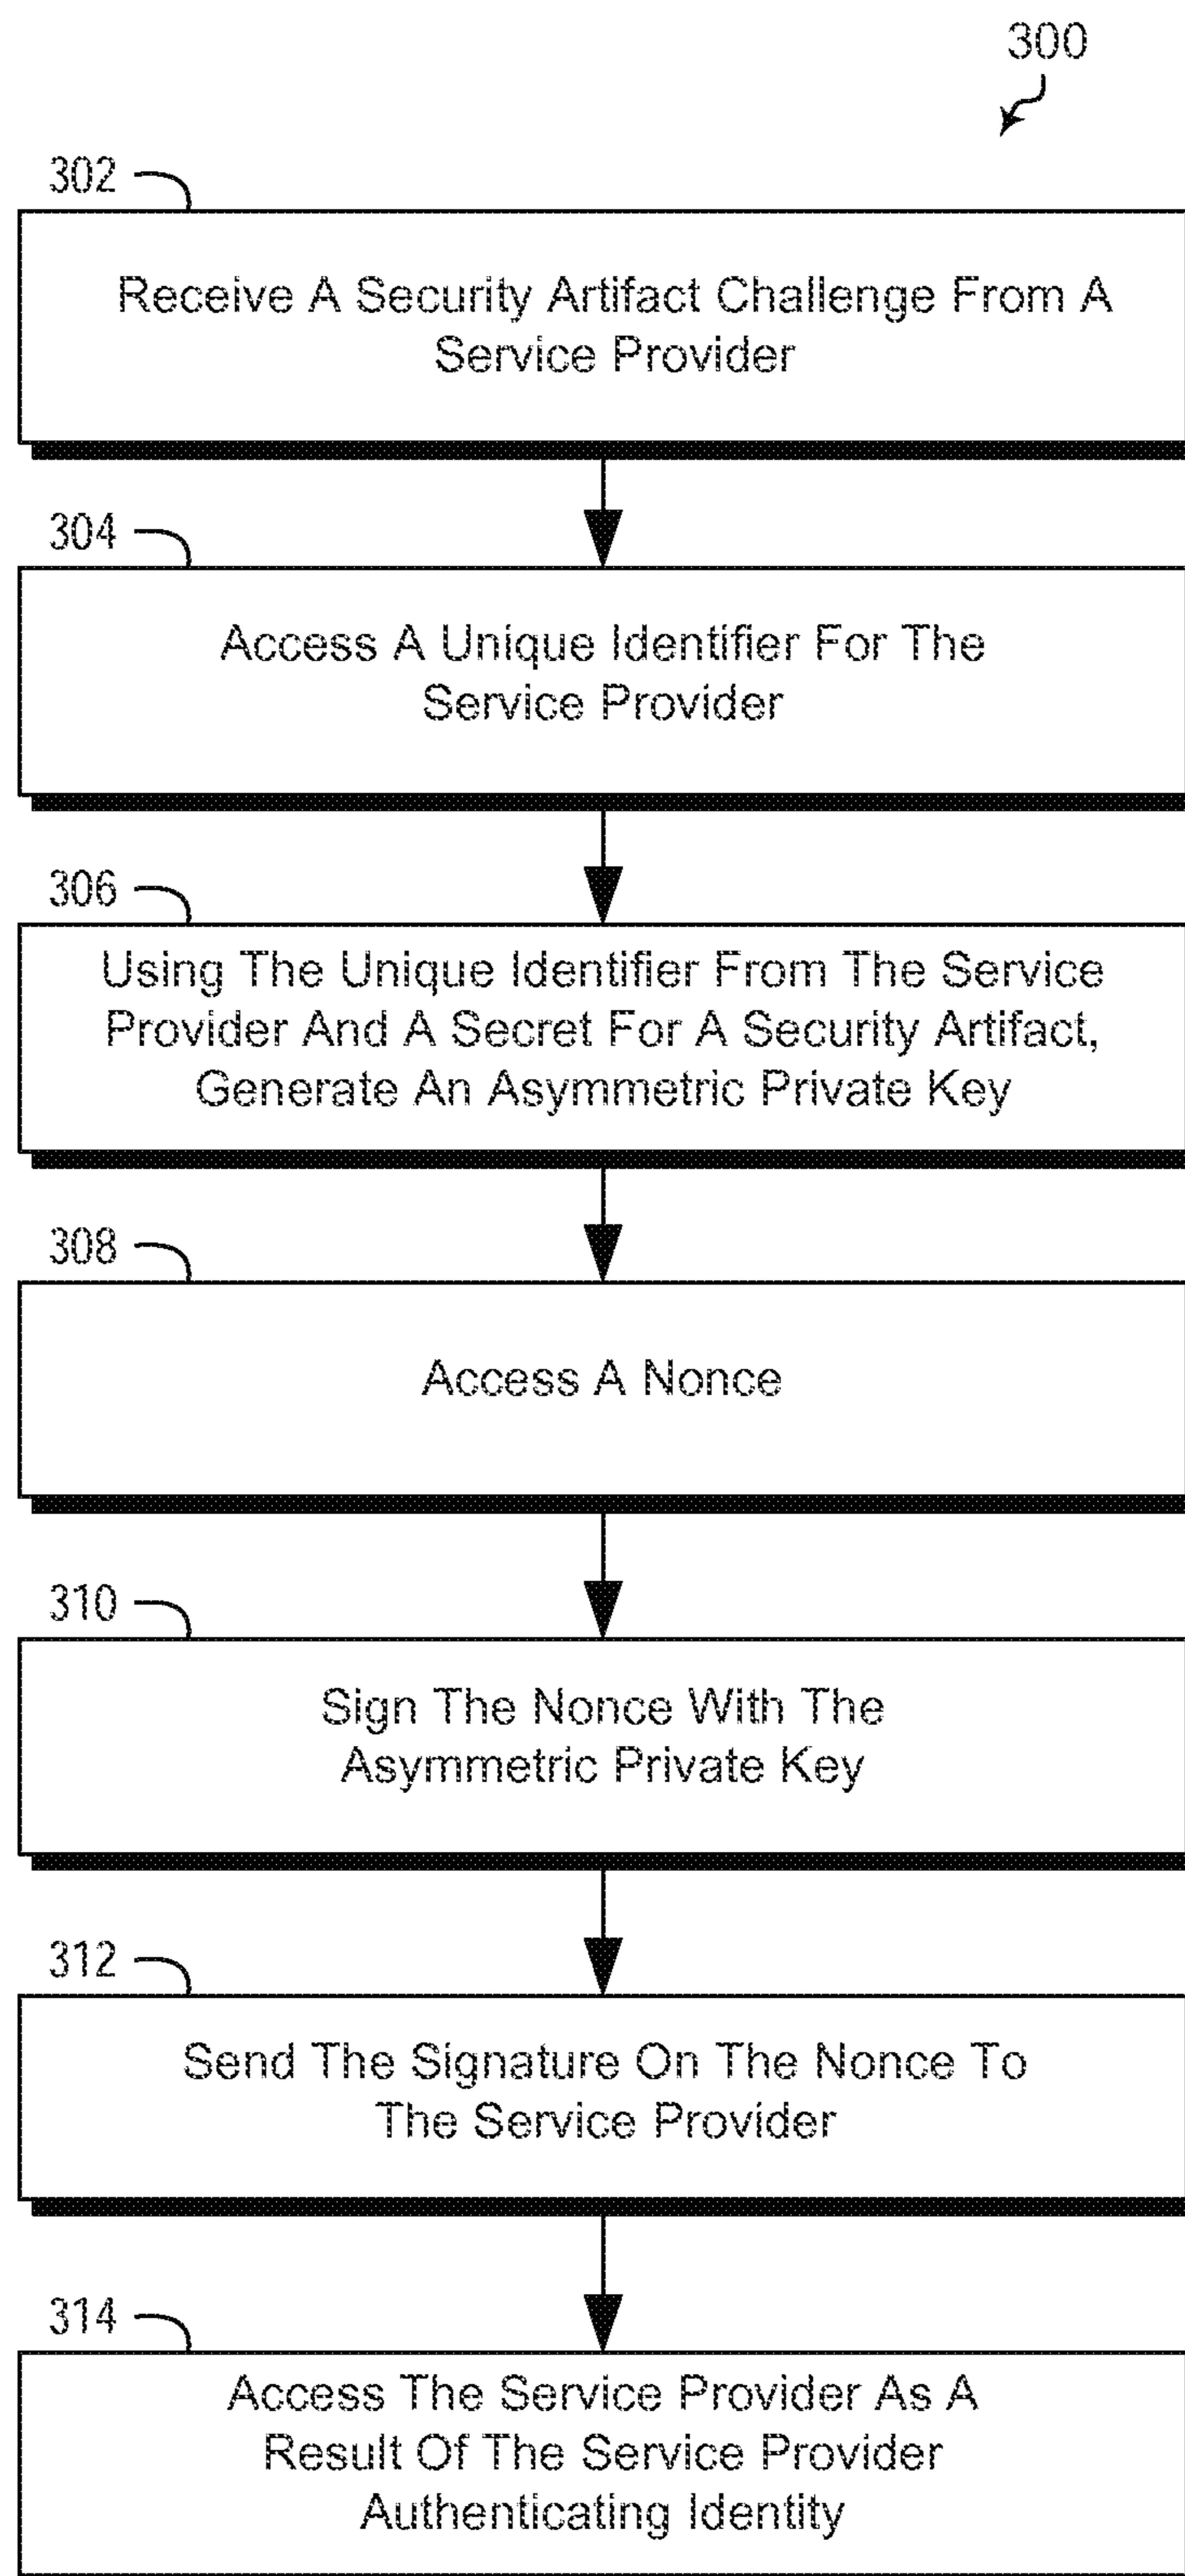 300
302
Receive A Security Artifact Challenge From A
Service Provider
304
Access A Unique Identifier For The
Service Provider
306
Using The Unique Identifier From The Service
Provider And A Secret For A Security Artifact,
Generate An Asymmetric Private Key
308
Access A Nonce
310
Sign The Nonce With The
Asymmetric Private Key
312
Send The Signature On The Nonce To
The Service Provider
314
Access The Service Provider As A
Result Of The Service Provider
Authenticating Identity